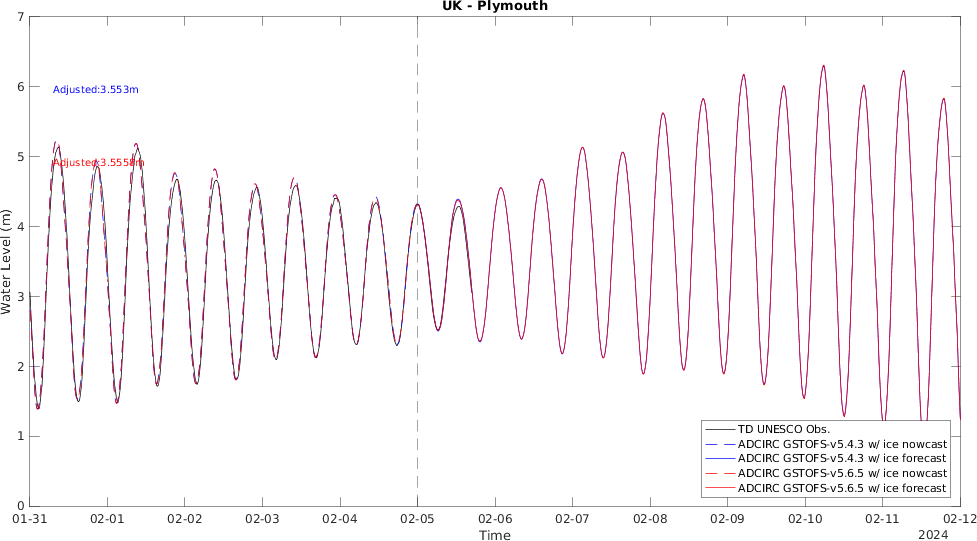 UK - Plymouth
7
6
5
4
3
2
1
0
Water Level (m)
Adjusted:3.553m
Adjusted:3.5558m
TD UNESCO Obs.
ADCIRC GSTOFS-v5.4.3 w/ ice nowcast
ADCIRC GSTOFS-v5.4.3 w/ ice forecast
ADCIRC GSTOFS-v5.6.5 w/ ice nowcast
ADCIRC GSTOFS-v5.6.5 w/ ice forecast
01-31 02-01 02-02 02-03 02-04 02-05 02-06 02-07 02-08 02-09 02-10 02-11 02-12
Time
2024